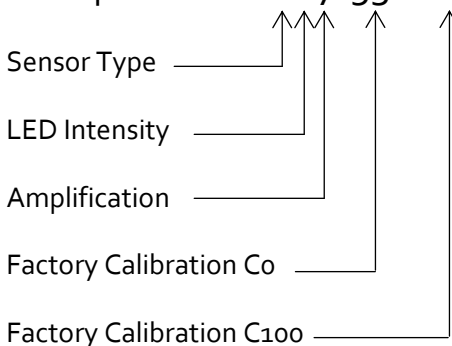 Sensor Type
LED Intensity
Amplification
Factory Calibration C0
Factory Calibration C100